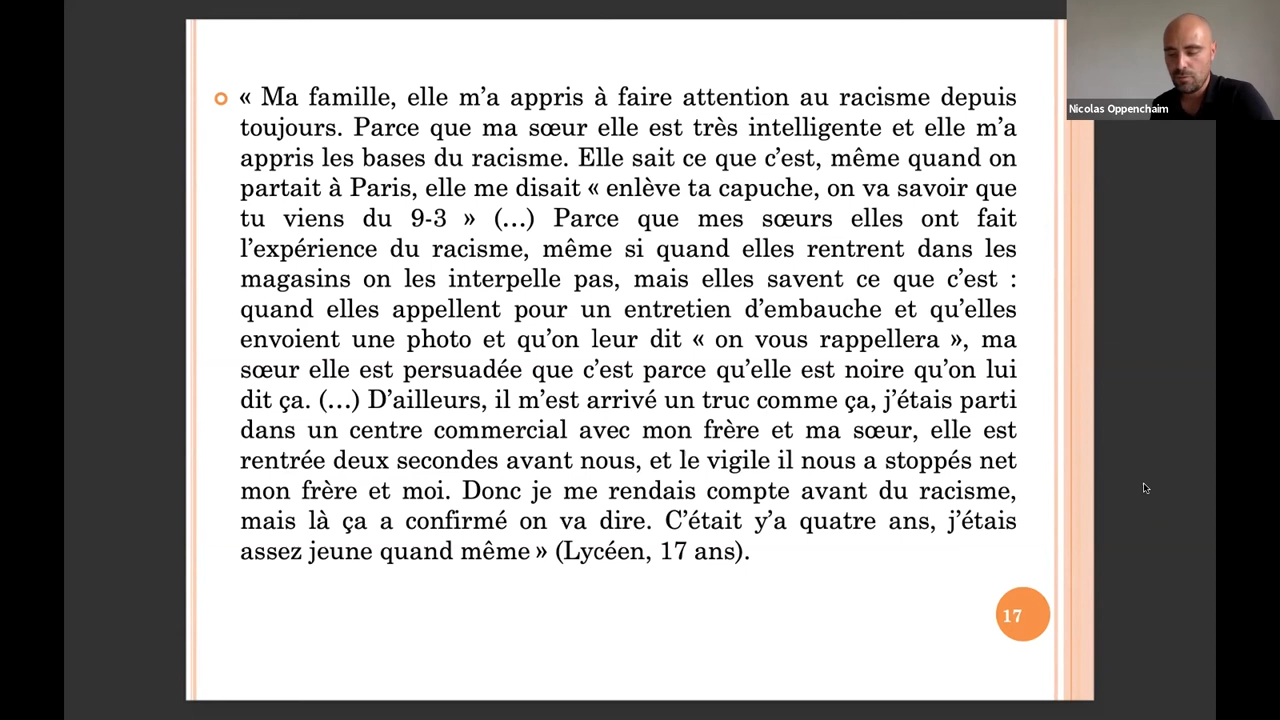 « Ma famille, elle m’a appris à faire attention au racisme depuis
toujours. Parce que ma sœur elle est très intelligente et elle m’a
appris les bases du racisme. Elle sait ce que c’est, même quand on
partait à Paris, elle me disait « enlève ta capuche, on va savoir que
tu viens du 9-3 » (…) Parce que mes sœurs elles ont fait
l’expérience du racisme, même si quand elles rentrent dans les
magasins on les interpelle pas, mais elles savent ce que c’est :
quand elles appellent pour un entretien d’embauche et qu’elles
envoient une photo et qu’on leur dit « on vous rappellera », ma
sœur elle est persuadée que c’est parce qu’elle est noire qu’on lui
dit ça. (…) D’ailleurs, il m’est arrivé un truc comme ça, j’étais parti
dans un centre commercial avec mon frère et ma sœur, elle est
rentrée deux secondes avant nous, et le vigile il nous a stoppés net
mon frère et moi. Donc je me rendais compte avant du racisme,
mais là ça a confirmé on va dire. C’était y’a quatre ans, j’étais
assez jeune quand même » (Lycéen, 17 ans).
17
Nicolas Oppenchaim